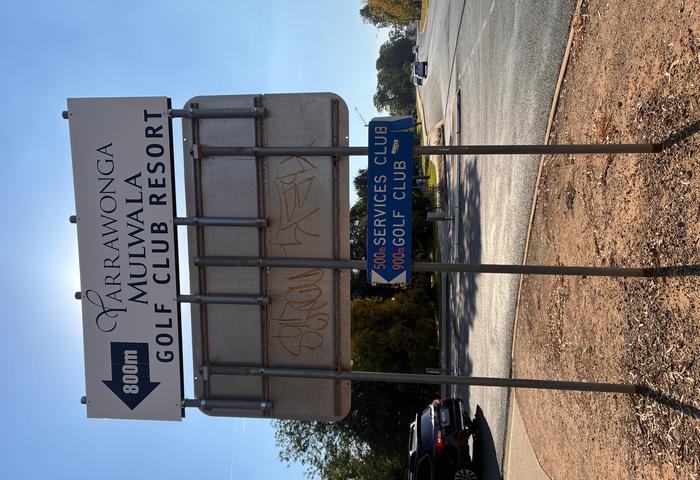 YARRAWONGA
MULWALA
GOLF CLUB RESORT
800m
500m SERVICES CLUB
900m GOLF CLUB